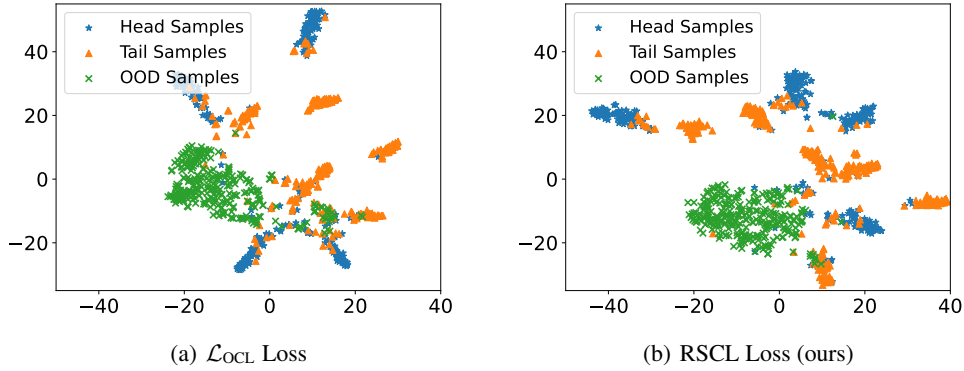 Head Samples
Tail Samples
OOD Samples
40
20
0
−20
−40 −20 0 20 40
(a) ℒOCL Loss
Head Samples
Tail Samples
OOD Samples
40
20
0
−20
−40 −20 0 20 40
(b) RSCL Loss (ours)